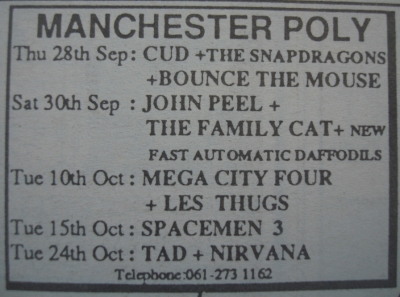 MANCHESTER POLY
Thu 28th Sep : CUD + THE SNAPDRAGONS
+ BOUNCE THE MOUSE
Sat 30th Sep : JOHN PEEL +
THE FAMILY CAT + NEW
FAST AUTOMATIC DAFFODILS
Tue 10th Oct : MEGA CITY FOUR
+ LES THUGS
Tue 15th Oct : SPACEMEN 3
Tue 24th Oct : TAD + NIRVANA
Telephone:061-273 1162